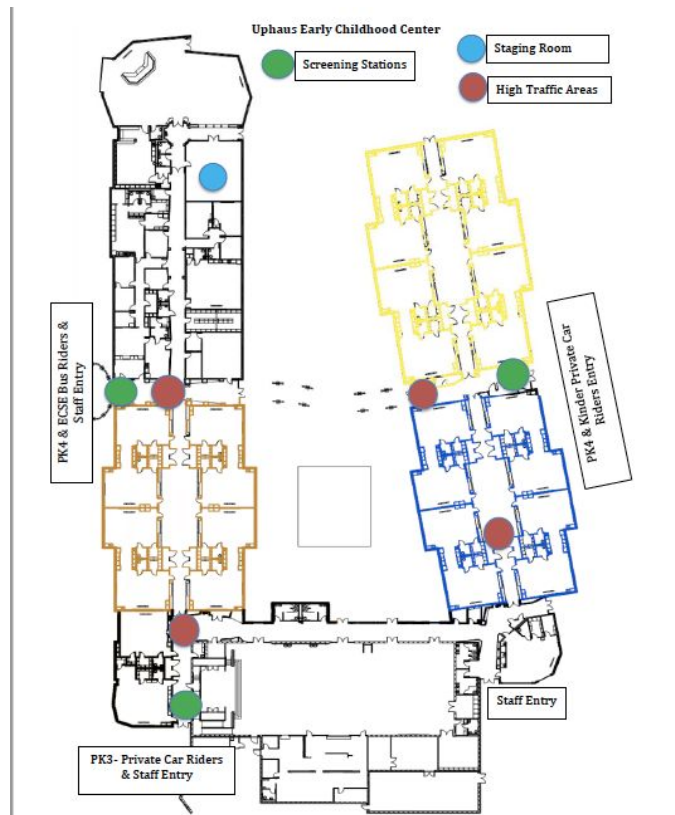 Uphaus Early Childhood Center
Screening Stations
Staging Room
High Traffic Areas
PK4 & ECSE Bus Riders &
Staff Entry
PK4 & Kinder Private Car
Riders Entry
Staff Entry
PK3- Private Car Riders
& Staff Entry